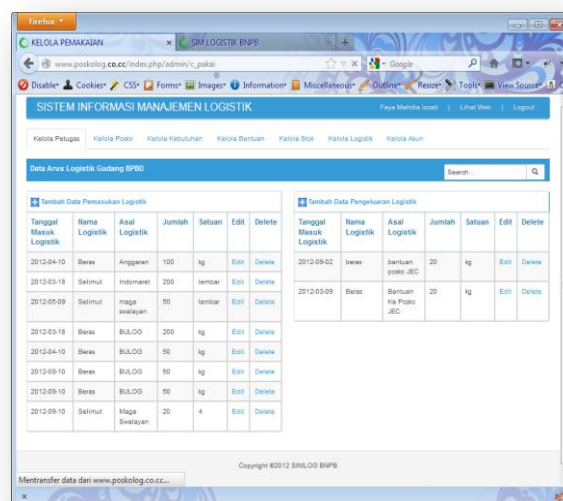 Firefox
KELOLA PEMAKAIAN
SIM LOGISTIK BNPB
www.poskolog.co.cc/index.php/admin/c_pakai
Google
Disable Cookies CSS Forms Images Information Miscellaneous Outline Resize Tools View Source
SISTEM INFORMASI MANAJEMEN LOGISTIK
Faya Mahdia Izzati | Lihat Web | Logout
Kelola Petugas Kelola Posko Kelola Kebutuhan Kelola Bantuan Kelola Stok Kelola Logistik Kelola Akun
Data Arus Logistik Gudang BPBD
Search...
Tambah Data Pemasukan Logistik
Tanggal Masuk Logistik Nama Logistik Asal Logistik Jumlah Satuan Edit Delete
2012-04-10 Beras Anggaran 100 kg Edit Delete
2012-03-18 Selimut Indomaret 200 lembar Edit Delete
2012-05-09 Selimut maga swalayan 50 lembar Edit Delete
2012-03-18 Beras BULOG 200 kg Edit Delete
2012-04-10 Beras BULOG 50 kg Edit Delete
2012-09-10 Beras BULOG 50 kg Edit Delete
2012-09-10 Beras BULOG 50 kg Edit Delete
2012-09-10 Selimut Maga Swalayan 20 4 Edit Delete
Tambah Data Pengeluaran Logistik
Tanggal Masuk Logistik Nama Logistik Asal Logistik Jumlah Satuan Edit Delete
2012-09-02 beras bantuan posko JEC 20 kg Edit Delete
2012-03-09 Beras Bantuan Ke Posko JEC 20 kg Edit Delete
Copyright ©2012 SIMLOG BNPB
Mentransfer data dari www.poskolog.co.cc...